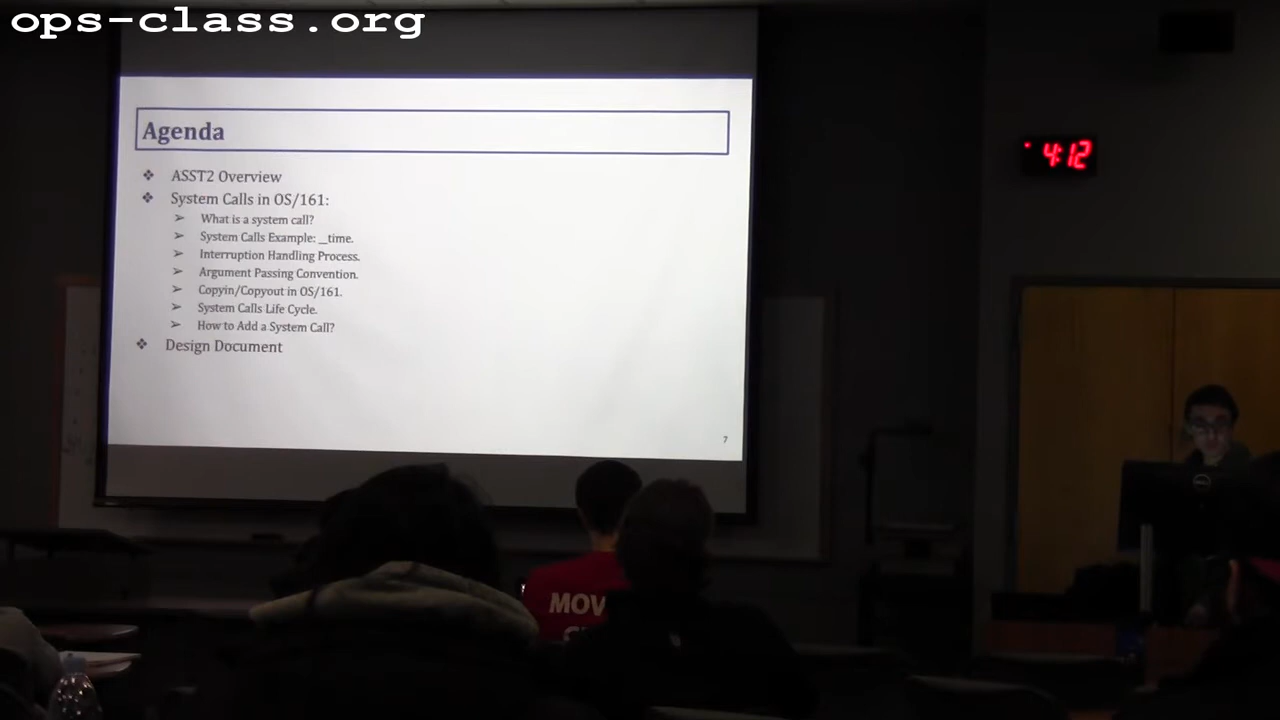 ops-class.org
Agenda
❖ ASST2 Overview
❖ System Calls in OS/161:
➢ What is a system call?
➢ System Calls Example: __time.
➢ Interruption Handling Process.
➢ Argument Passing Convention.
➢ Copyin/Copyout in OS/161.
➢ System Calls Life Cycle.
➢ How to Add a System Call?
❖ Design Document
7
4:12
MOV
DELL